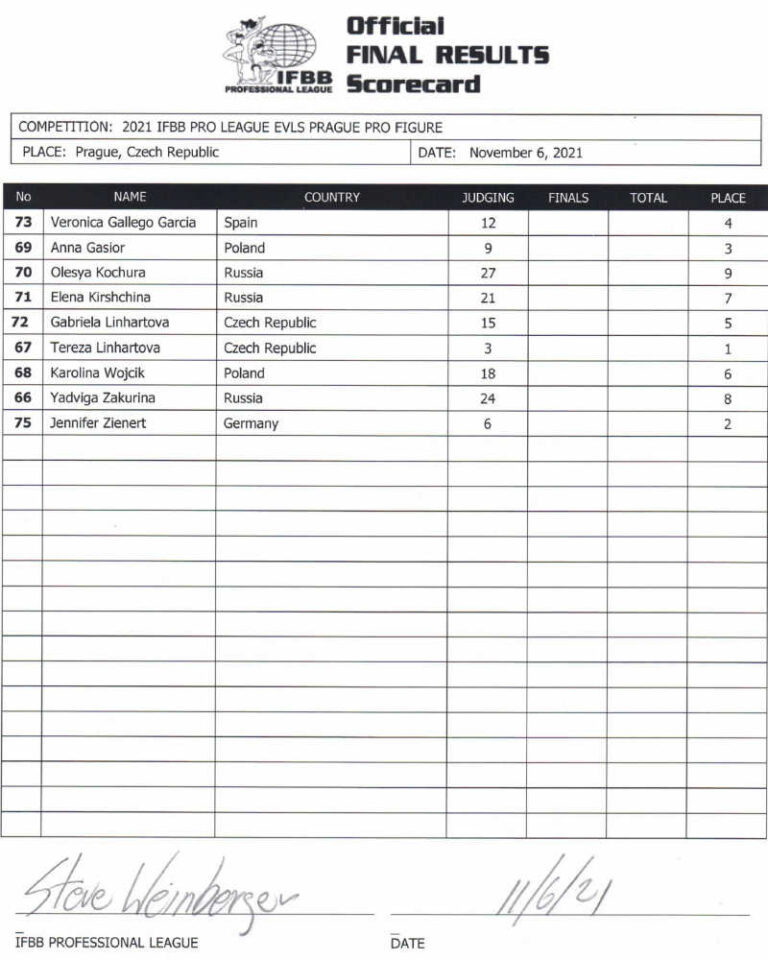 Official
FINAL RESULTS
Scorecard
IFBB
PROFESSIONAL LEAGUE
COMPETITION: 2021 IFBB PRO LEAGUE EVLS PRAGUE PRO FIGURE
PLACE: Prague, Czech Republic DATE: November 6, 2021
No NAME COUNTRY JUDGING FINALS TOTAL PLACE
73 Veronica Gallego Garcia Spain 12 4
69 Anna Gasior Poland 9 3
70 Olesya Kochura Russia 27 9
71 Elena Kirshchina Russia 21 7
72 Gabriela Linhartova Czech Republic 15 5
67 Tereza Linhartova Czech Republic 3 1
68 Karolina Wojcik Poland 18 6
66 Yadviga Zakurina Russia 24 8
75 Jennifer Zienert Germany 6 2
Steve Weinberger 11/6/21
IFBB PROFESSIONAL LEAGUE DATE